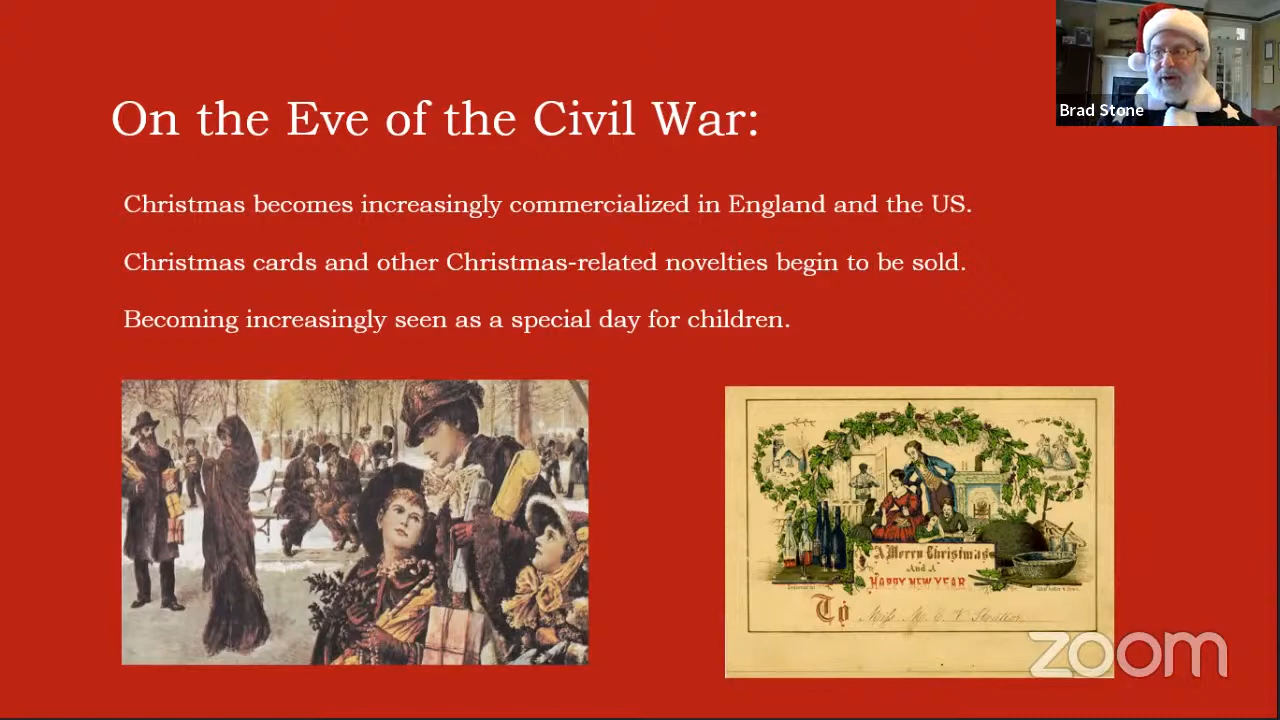 Brad Stone
On the Eve of the Civil War:
Christmas becomes increasingly commercialized in England and the US.
Christmas cards and other Christmas-related novelties begin to be sold.
Becoming increasingly seen as a special day for children.
A Merry Christmas
And A
HAPPY NEW YEAR
To Miss M. E.
zoom